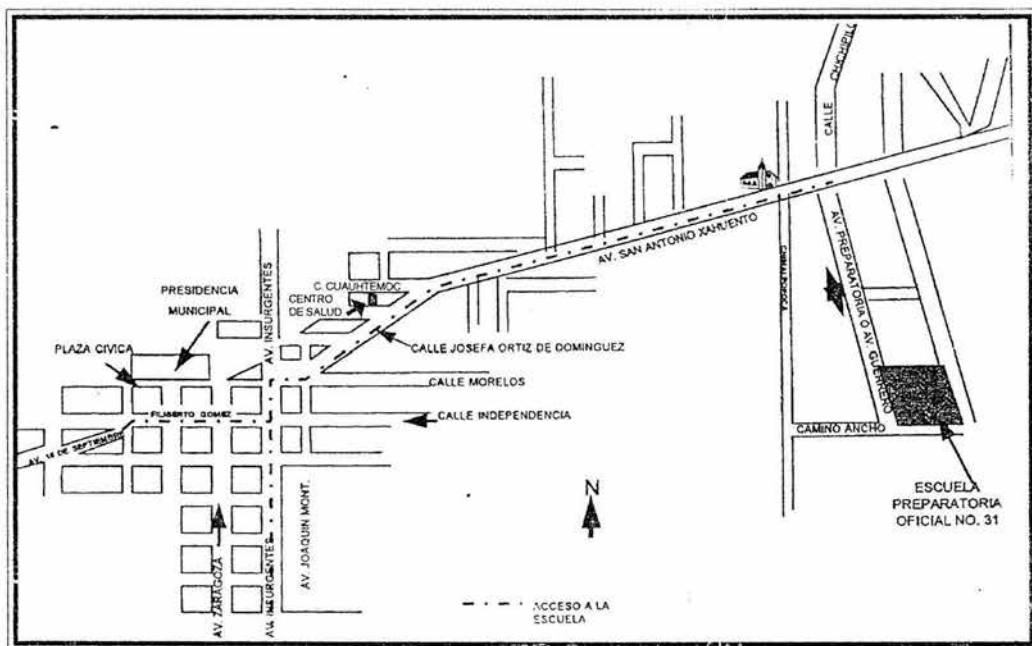 CALLE CHICHIPILC
AV. SAN ANTONIO XAHUENTO
CHIMALPOPOCA
AV. PREPARATORIA Ó AV. GUERRERO
PRESIDENCIA
MUNICIPAL
AV. INSURGENTES
C. CUAUHTEMOC
CENTRO
DE SALUD
PLAZA CIVICA
CALLE JOSEFA ORTIZ DE DOMINGUEZ
CALLE MORELOS
FILIBERTO GOMEZ
CALLE INDEPENDENCIA
AV. 16 DE SEPTIEMBRE
CAMINO ANCHO
ESCUELA
PREPARATORIA
OFICIAL NO. 31
N
AV. ZARAGOZA
AV. INSURGENTES
AV. JOAQUIN MONT.
ACCESO A LA
ESCUELA